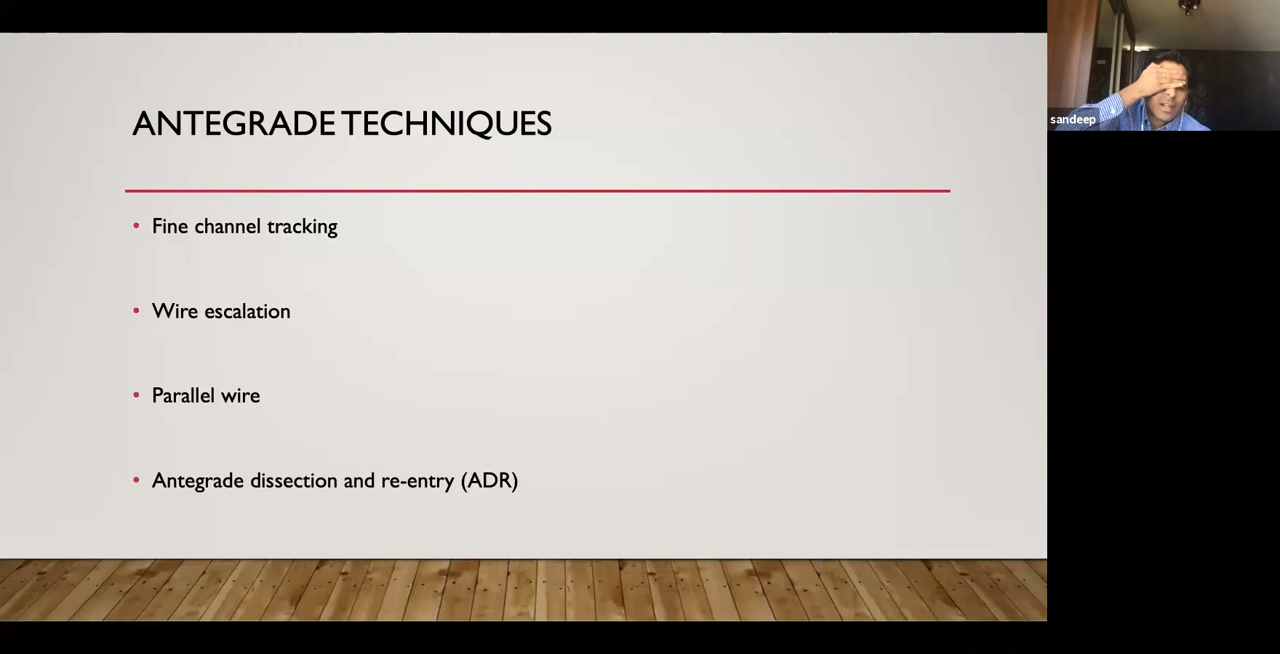 ANTEGRADE TECHNIQUES
• Fine channel tracking
• Wire escalation
• Parallel wire
• Antegrade dissection and re-entry (ADR)
sandeep